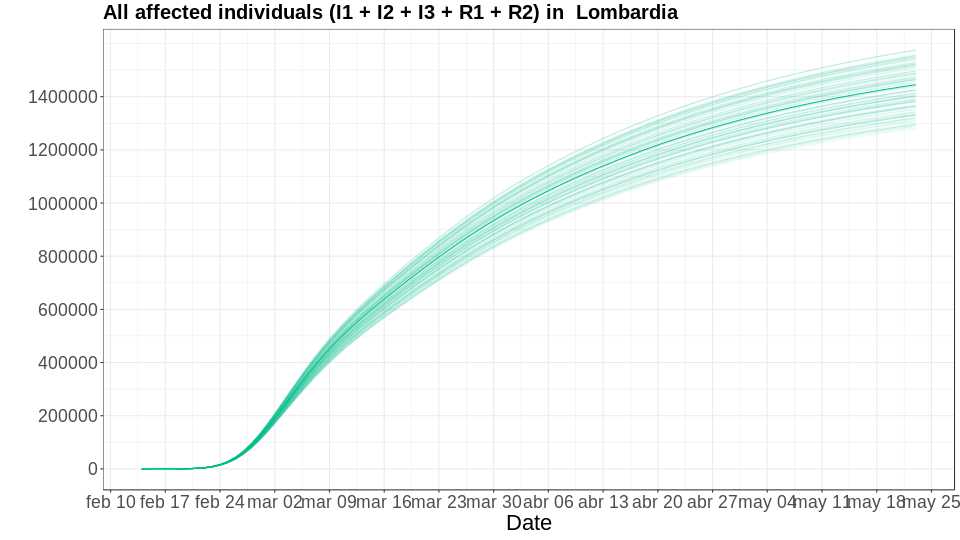 All affected individuals (I1 + I2 + I3 + R1 + R2) in  Lombardia
1400000
1200000
1000000
800000
600000
400000
200000
0
feb 10 feb 17 feb 24 mar 02 mar 09 mar 16 mar 23 mar 30 abr 06 abr 13 abr 20 abr 27 may 04 may 11 may 18 may 25
Date